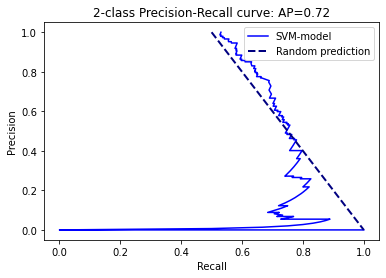 2-class Precision-Recall curve: AP=0.72
SVM-model
Random prediction
1.0
0.8
0.6
0.4
0.2
0.0
Precision
0.0 0.2 0.4 0.6 0.8 1.0
Recall